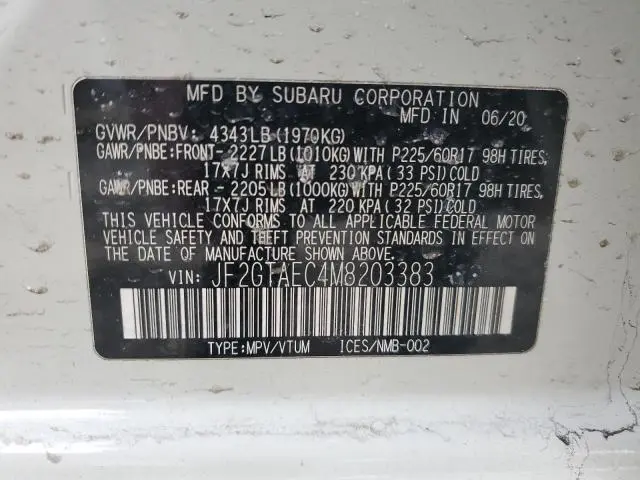 MFD BY SUBARU CORPORATION
MFD IN 06/20
GVWR/PNBV: 4343LB(1970KG)
GAWR/PNBE:FRONT-2227LB(1010KG)WITH P225/60R17 98H TIRES,
17X7J RIMS AT 230 KPA(33 PSI)COLD
GAWR/PNBE:REAR -2205LB(1000KG)WITH P225/60R17 98H TIRES,
17X7J RIMS AT 220 KPA(32 PSI)COLD
THIS VEHICLE CONFORMS TO ALL APPLICABLE FEDERAL MOTOR
VEHICLE SAFETY AND THEFT PREVENTION STANDARDS IN EFFECT ON
THE DATE OF MANUFACTURE SHOWN ABOVE.
VIN: JF2GTAEC4M8203383
TYPE:MPV/VTUM ICES/NMB-002